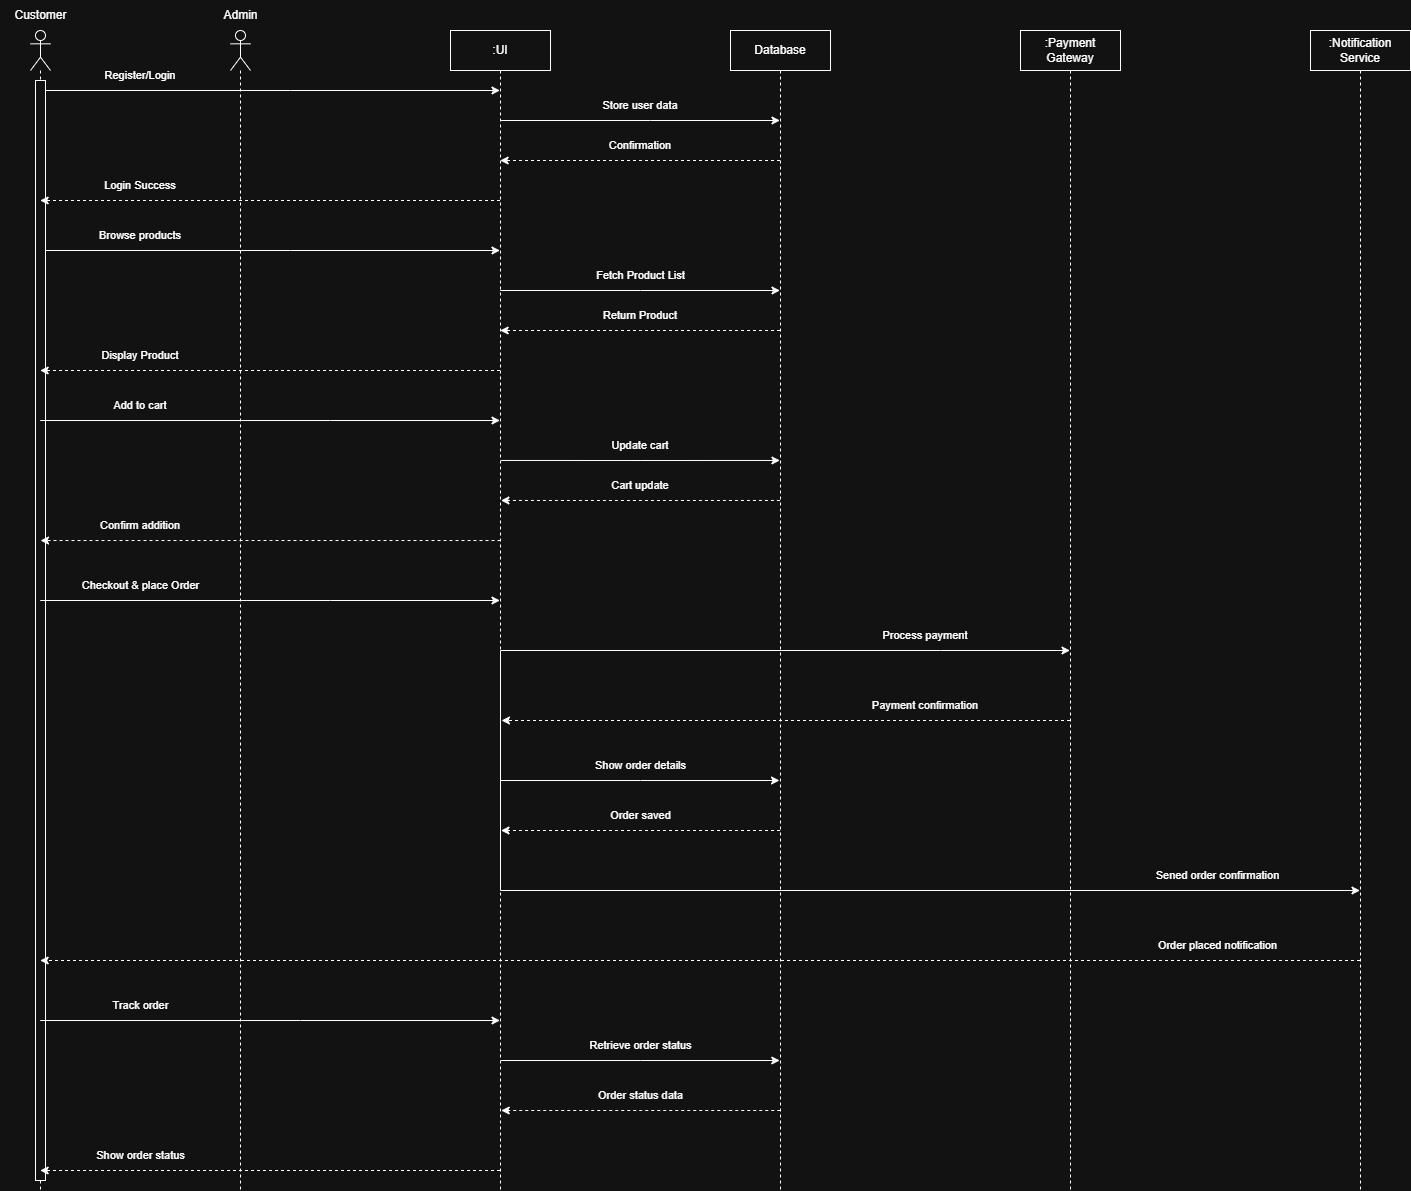 Customer
Admin
:UI
Database
:Payment
Gateway
:Notification
Service
Register/Login
Store user data
Confirmation
Login Success
Browse products
Fetch Product List
Return Product
Display Product
Add to cart
Update cart
Cart update
Confirm addition
Checkout & place Order
Process payment
Payment confirmation
Show order details
Order saved
Sened order confirmation
Order placed notification
Track order
Retrieve order status
Order status data
Show order status